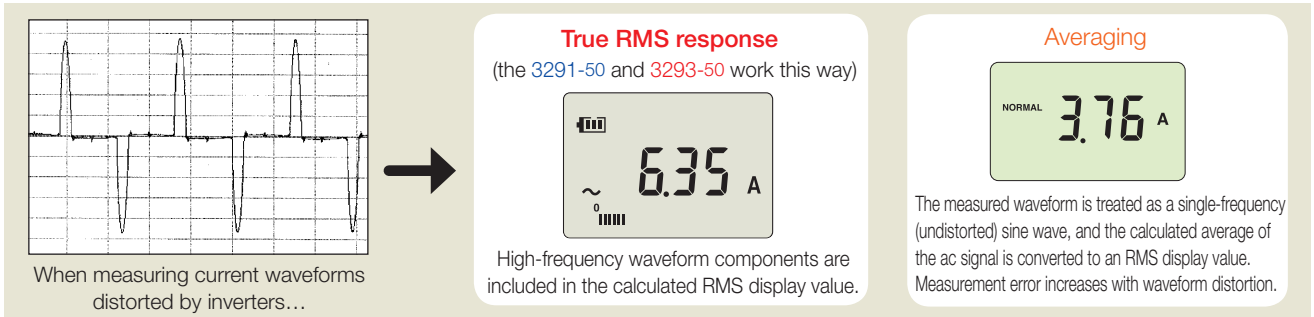 When measuring current waveforms
distorted by inverters…
True RMS response
(the 3291-50 and 3293-50 work this way)
~ 6.35 A
0
High-frequency waveform components are
included in the calculated RMS display value.
Averaging
NORMAL 3.76 A
The measured waveform is treated as a single-frequency
(undistorted) sine wave, and the calculated average of
the ac signal is converted to an RMS display value.
Measurement error increases with waveform distortion.